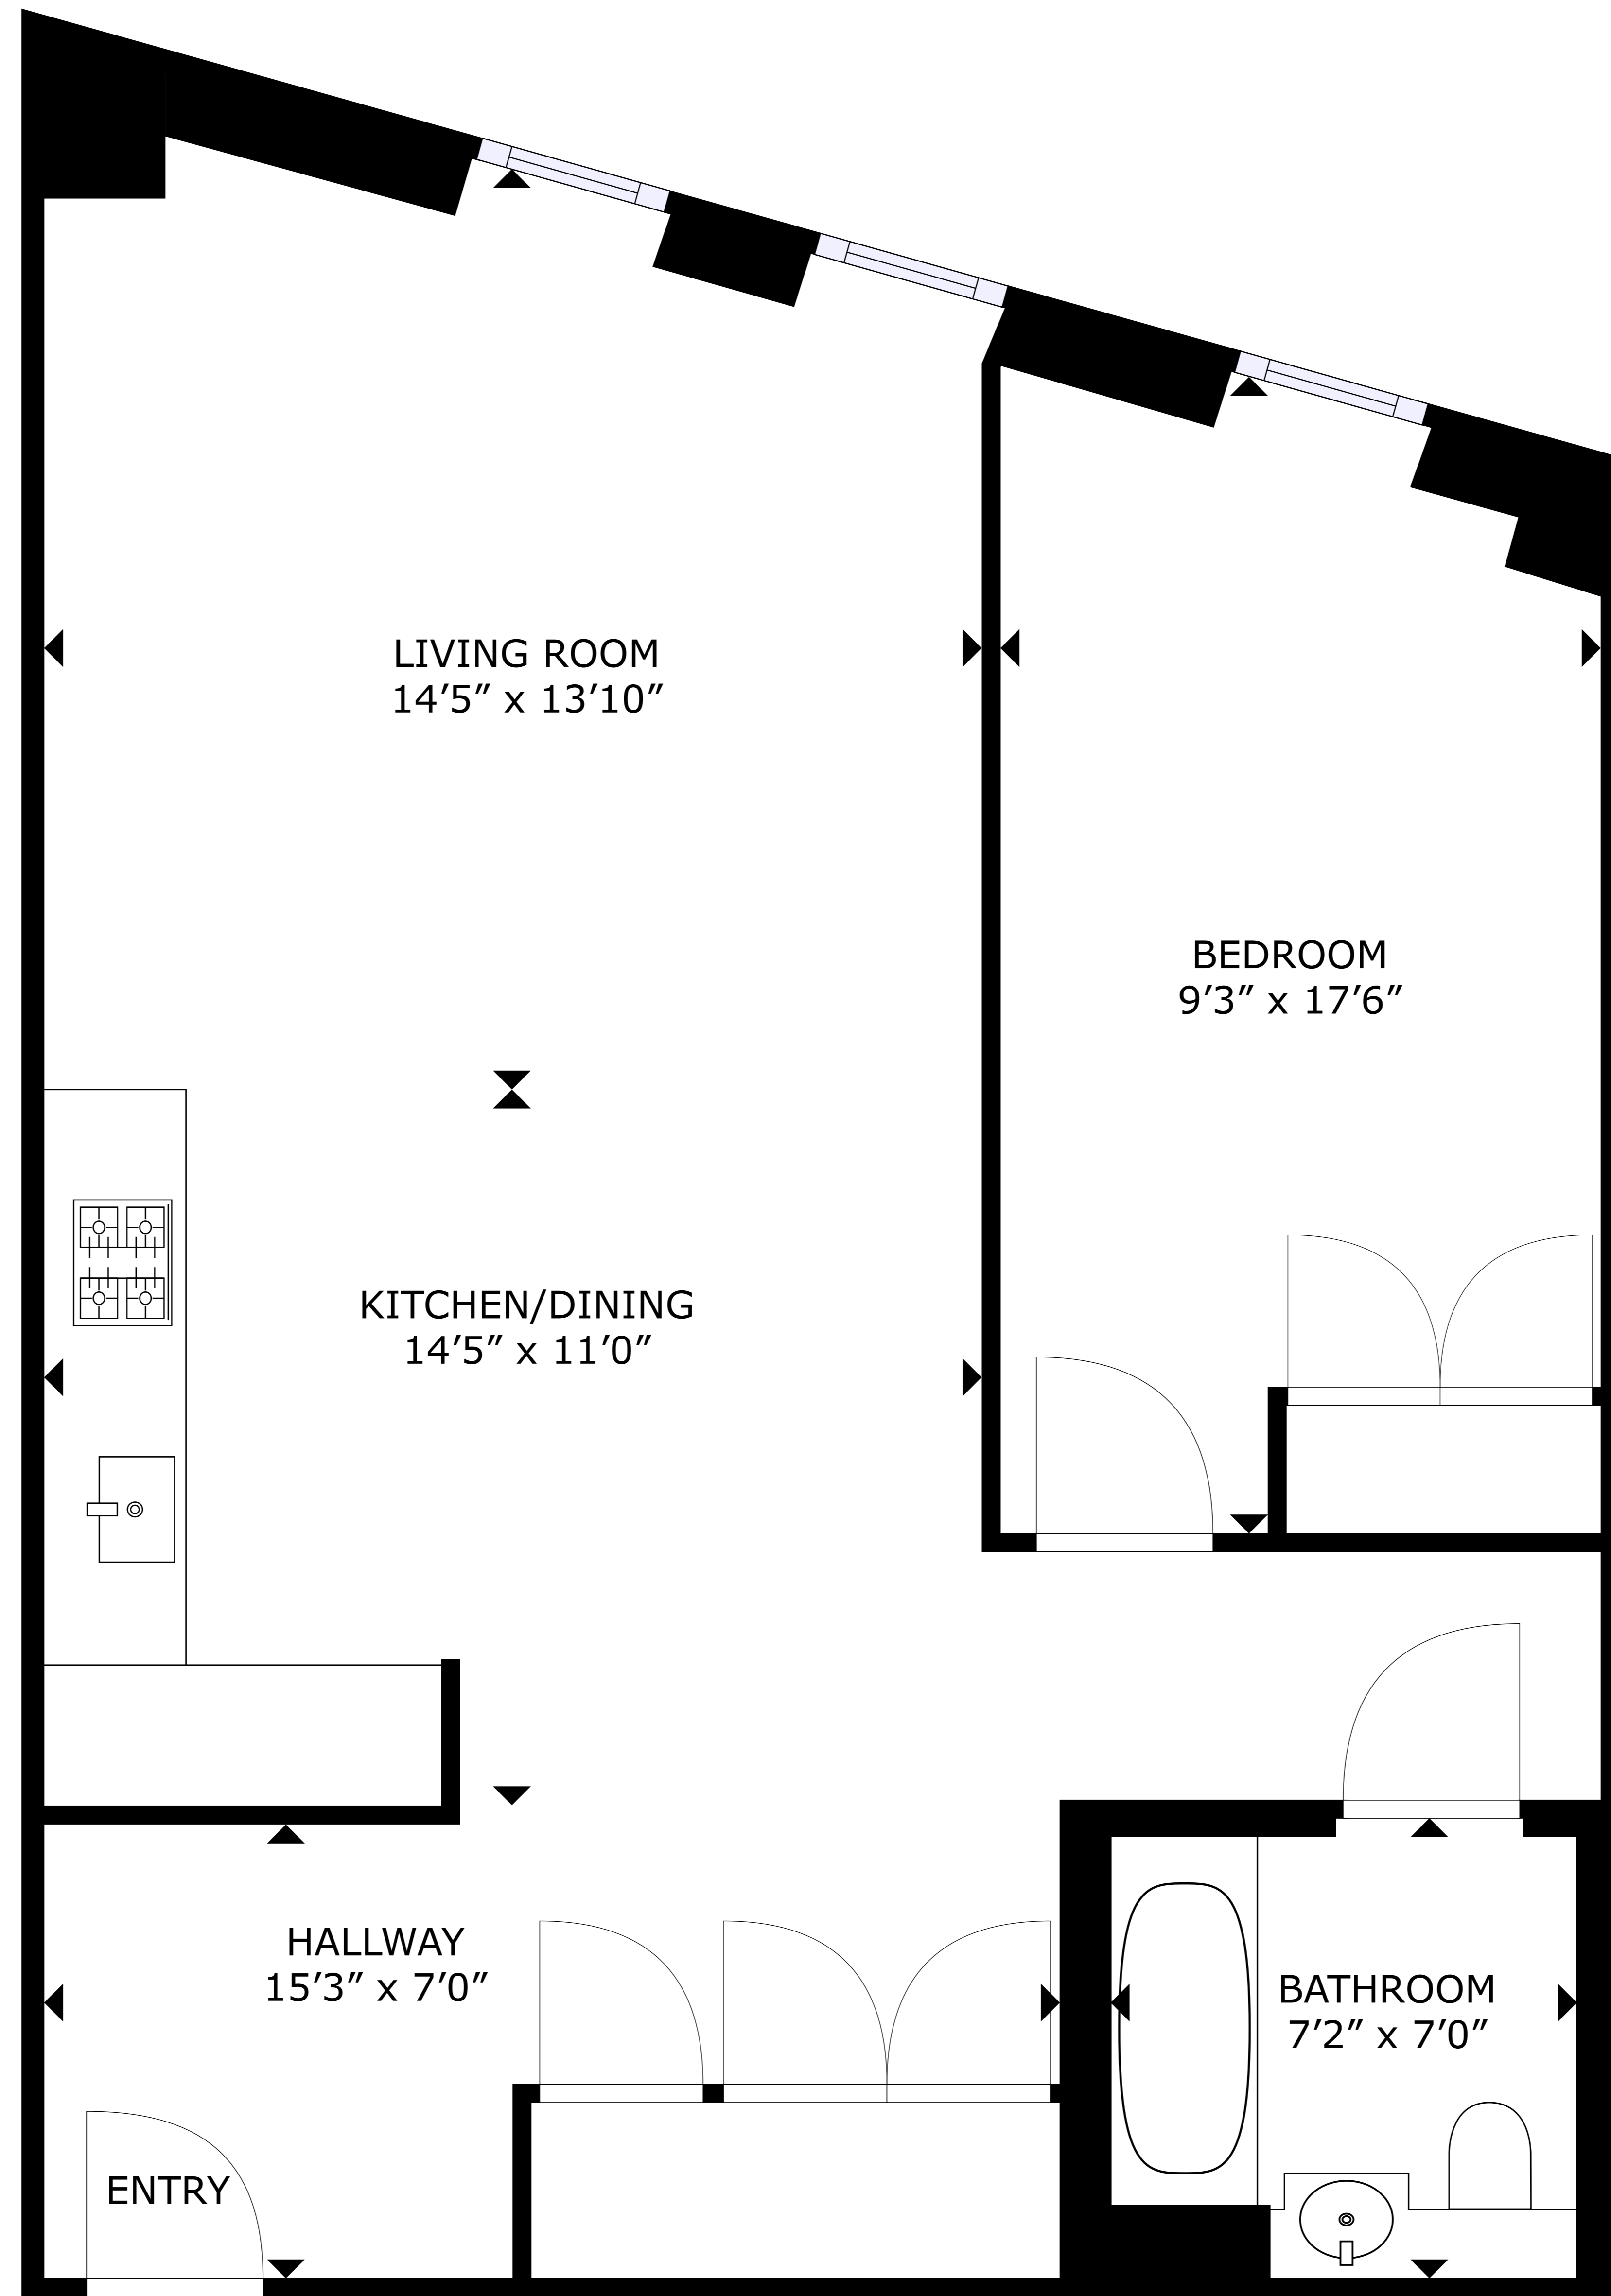 LIVING ROOM
14’5” x 13’10”
BEDROOM
9’3” x 17’6”
KITCHEN/DINING
14’5” x 11’0”
HALLWAY
15’3” x 7’0”
BATHROOM
7’2” x 7’0”
ENTRY